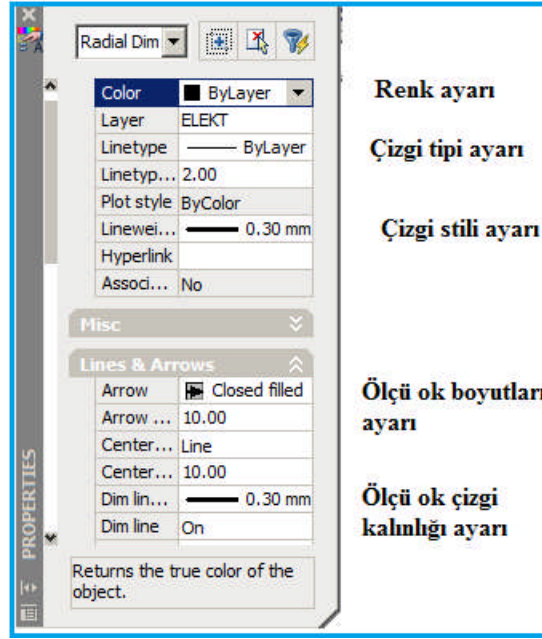 Radial Dim
Color ByLayer
Renk ayarı
Layer ELEKT
Linetype ByLayer
Çizgi tipi ayarı
Linetyp... 2.00
Plot style ByColor
Linewei... 0.30 mm
Çizgi stili ayarı
Hyperlink
Associ... No
Misc
Lines & Arrows
Arrow Closed filled
Ölçü ok boyutları
Arrow ... 10.00
ayarı
Center... Line
Center... 10.00
Dim lin... 0.30 mm
Ölçü ok çizgi
Dim line On
kalınlığı ayarı
PROPERTIES
Returns the true color of the
object.